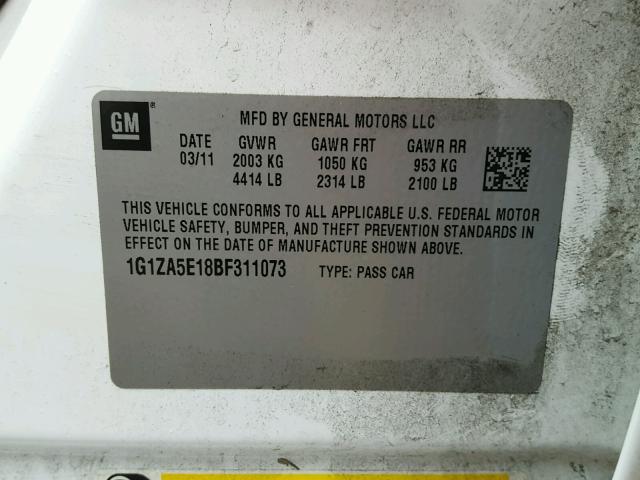 GM®
MFD BY GENERAL MOTORS LLC
DATE GVWR GAWR FRT GAWR RR
03/11 2003 KG 1050 KG 953 KG
4414 LB 2314 LB 2100 LB
THIS VEHICLE CONFORMS TO ALL APPLICABLE U.S. FEDERAL MOTOR
VEHICLE SAFETY, BUMPER, AND THEFT PREVENTION STANDARDS IN
EFFECT ON THE DATE OF MANUFACTURE SHOWN ABOVE.
1G1ZA5E18BF311073 TYPE: PASS CAR